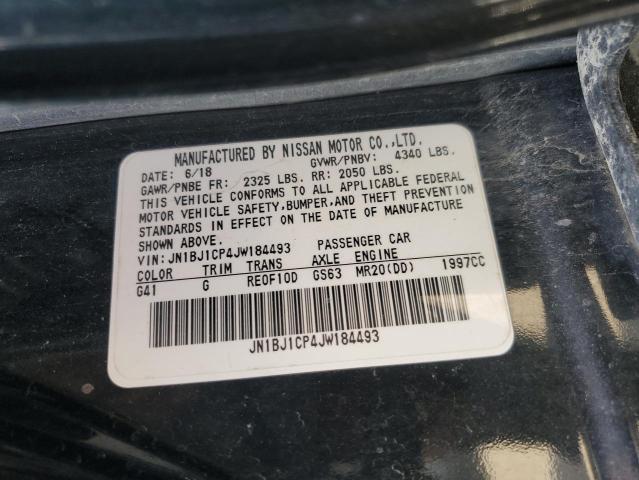 MANUFACTURED BY NISSAN MOTOR CO.,LTD.
DATE: 6/18 GVWR/PNBV: 4340 LBS.
GAWR/PNBE FR: 2325 LBS. RR: 2050 LBS.
THIS VEHICLE CONFORMS TO ALL APPLICABLE FEDERAL
MOTOR VEHICLE SAFETY,BUMPER,AND THEFT PREVENTION
STANDARDS IN EFFECT ON THE DATE OF MANUFACTURE
SHOWN ABOVE.
VIN:JN1BJ1CP4JW184493 PASSENGER CAR
COLOR TRIM TRANS AXLE ENGINE
G41 G RE0F10D GS63 MR20(DD) 1997CC
JN1BJ1CP4JW184493